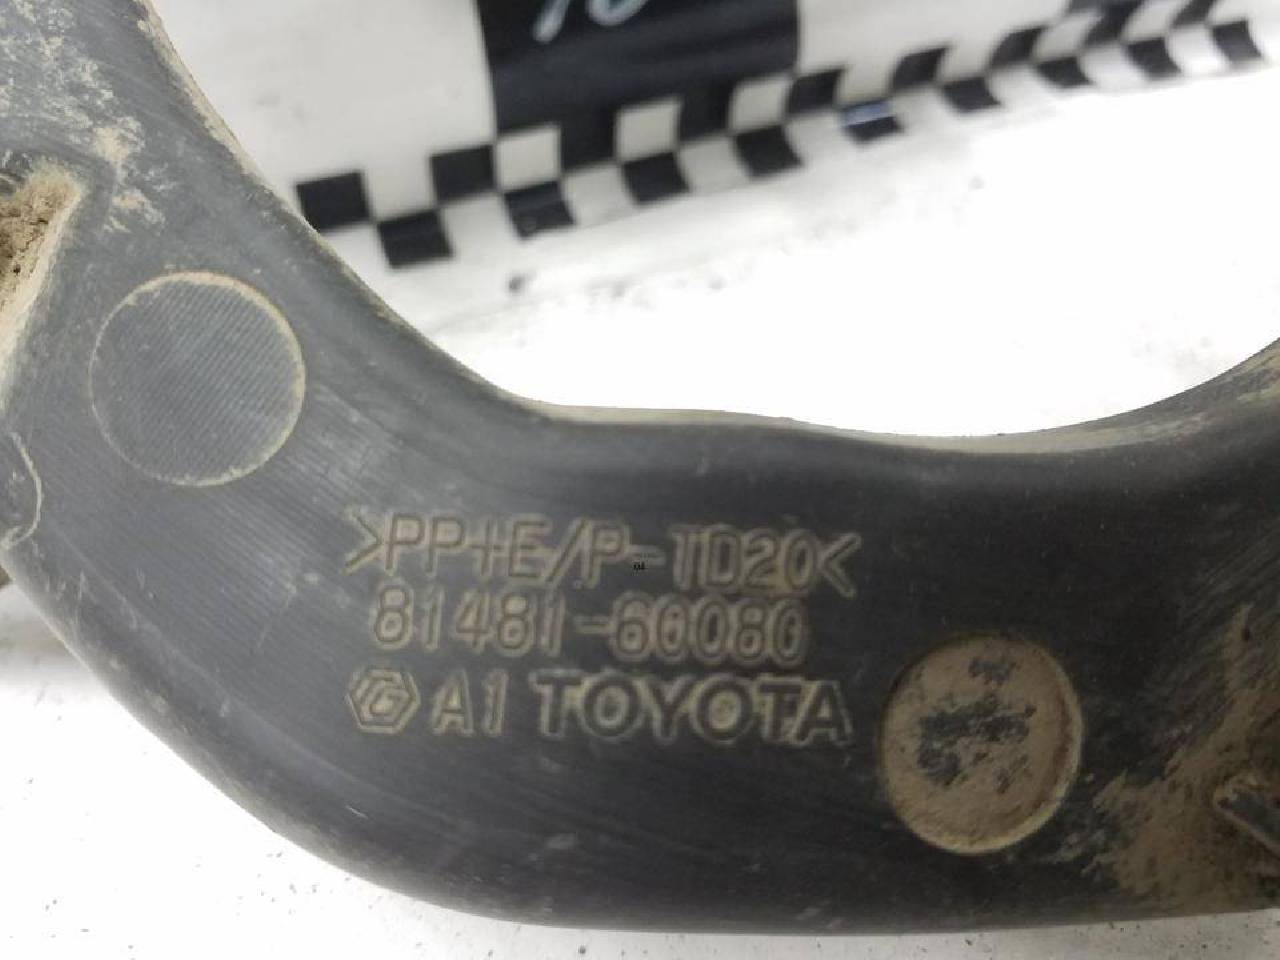 >PP+E/P-TD20<
81481-60080
G A1 TOYOTA